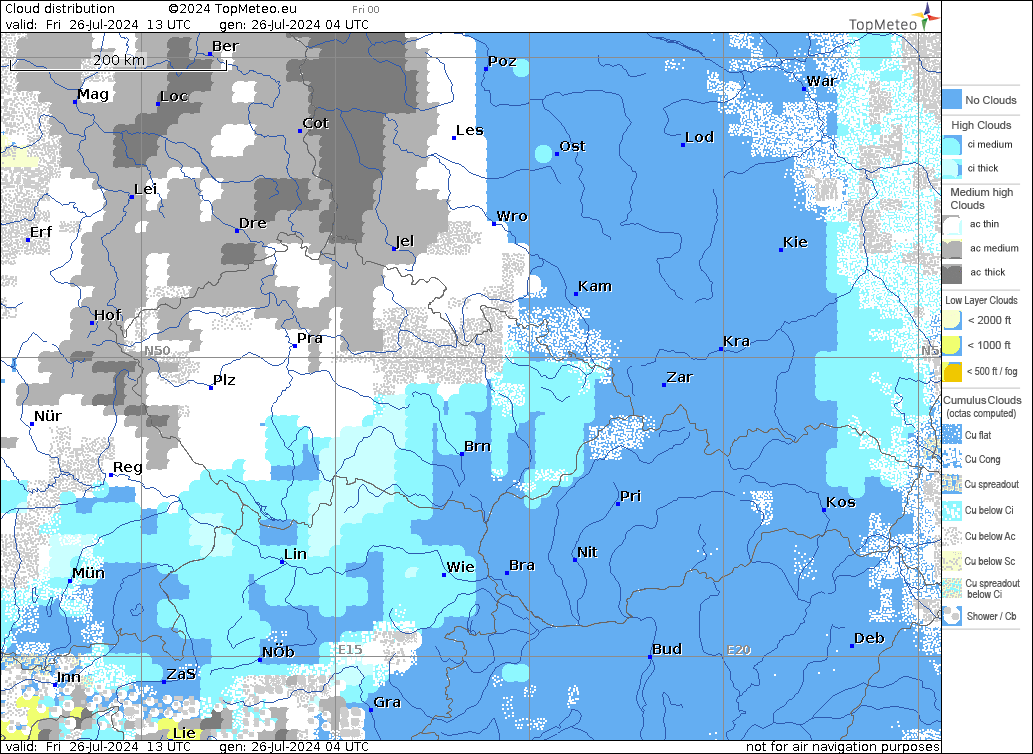 Cloud distribution ©2024 TopMeteo.eu Fri 00
valid: Fri 26-Jul-2024 13 UTC gen: 26-Jul-2024 04 UTC
TopMeteo
Ber
200 km
Poz
War
Mag
Loc
Cot
Les
Lod
Ost
Lei
Dre
Wro
Erf
Jel
Kie
Kam
Hof
Pra
Kra
N50
N5
Plz
Zar
Nür
Brn
Reg
Pri
Kos
Lin
Nit
Mün
Wie
Bra
Deb
NÖb
E15
Bud
E20
Inn
ZaS
Gra
Lie
No Clouds
High Clouds
ci medium
ci thick
Medium high
Clouds
ac thin
ac medium
ac thick
Low Layer Clouds
< 2000 ft
< 1000 ft
< 500 ft / fog
Cumulus Clouds
(octas computed)
Cu flat
Cu Cong
Cu spreadout
Cu below Ci
Cu below Ac
Cu below Sc
Cu spreadout
below Ci
Shower / Cb
valid: Fri 26-Jul-2024 13 UTC gen: 26-Jul-2024 04 UTC not for air navigation purposes